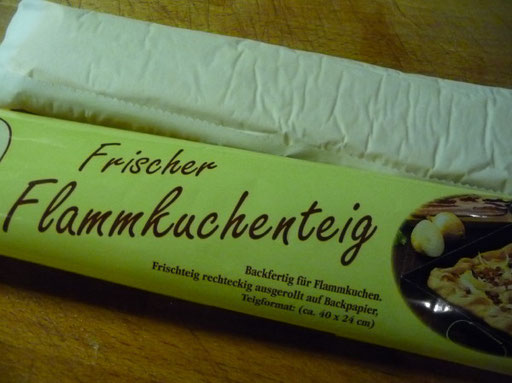 Frischer
Flammkuchenteig
Backfertig für Flammkuchen.
Frischteig rechteckig ausgerollt auf Backpapier,
Teigformat: (ca. 40 x 24 cm)